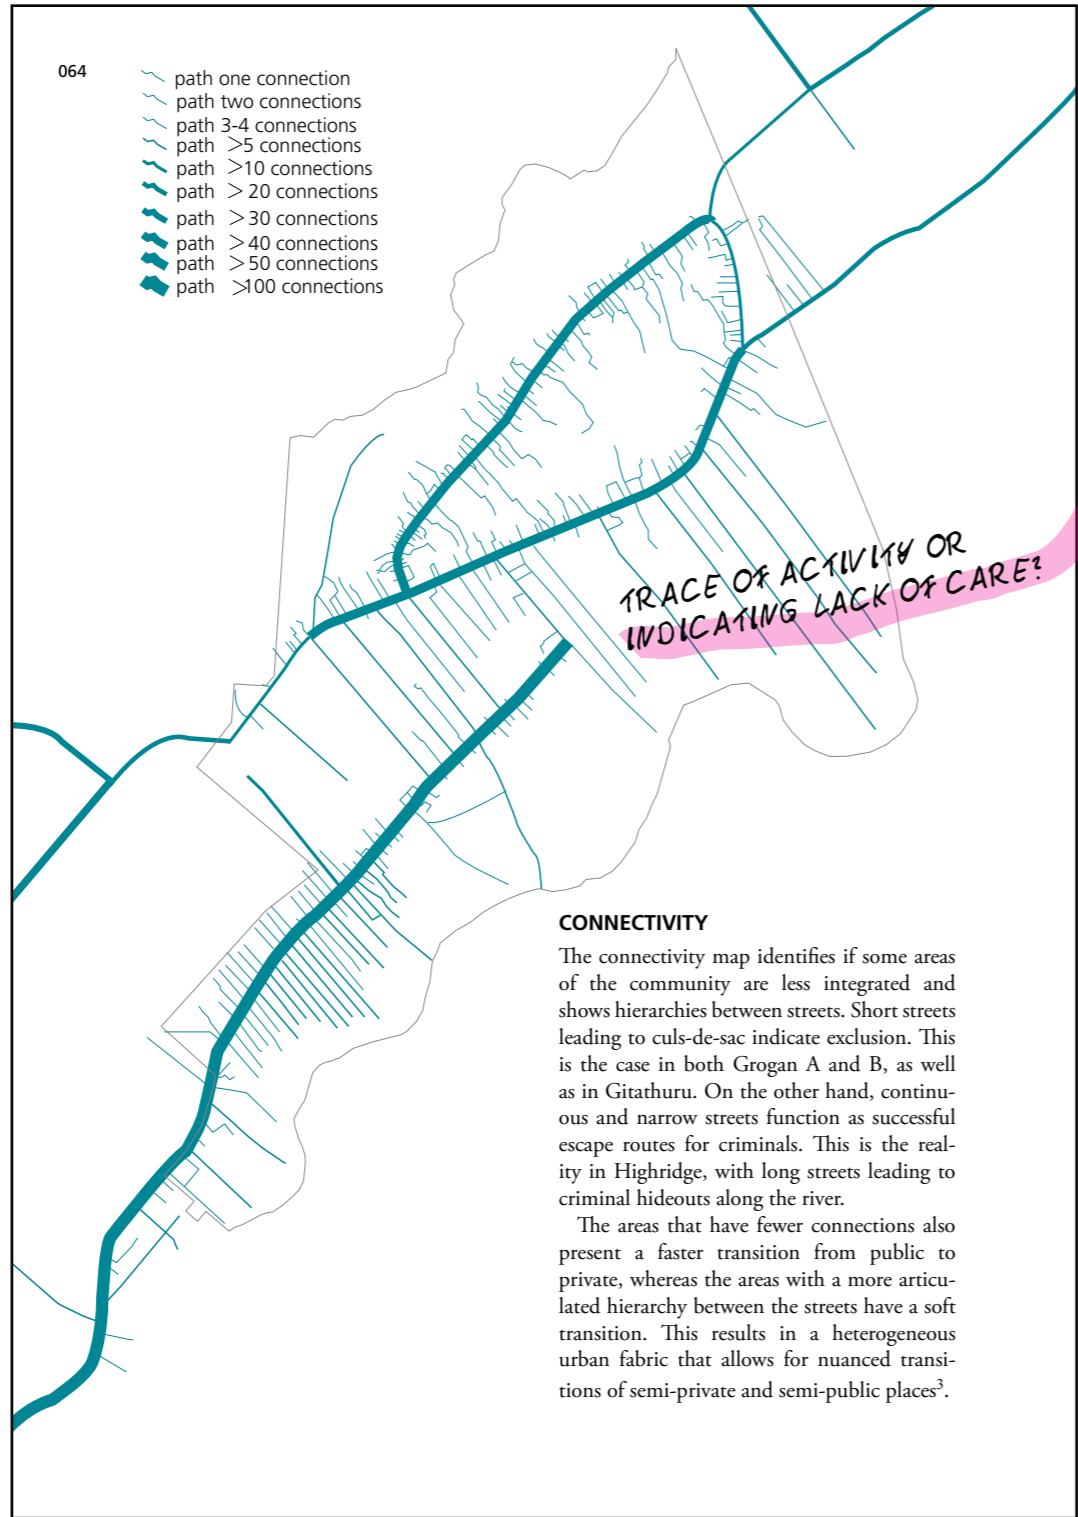 064
path one connection
path two connections
path 3-4 connections
path >5 connections
path >10 connections
path > 20 connections
path > 30 connections
path > 40 connections
path > 50 connections
path >100 connections
TRACE OF ACTIVITY OR
INDICATING LACK OF CARE?
CONNECTIVITY
The connectivity map identifies if some areas
of the community are less integrated and
shows hierarchies between streets. Short streets
leading to culs-de-sac indicate exclusion. This
is the case in both Grogan A and B, as well
as in Gitathuru. On the other hand, continu-
ous and narrow streets function as successful
escape routes for criminals. This is the real-
ity in Highridge, with long streets leading to
criminal hideouts along the river.
The areas that have fewer connections also
present a faster transition from public to
private, whereas the areas with a more articu-
lated hierarchy between the streets have a soft
transition. This results in a heterogeneous
urban fabric that allows for nuanced transi-
tions of semi-private and semi-public places³.